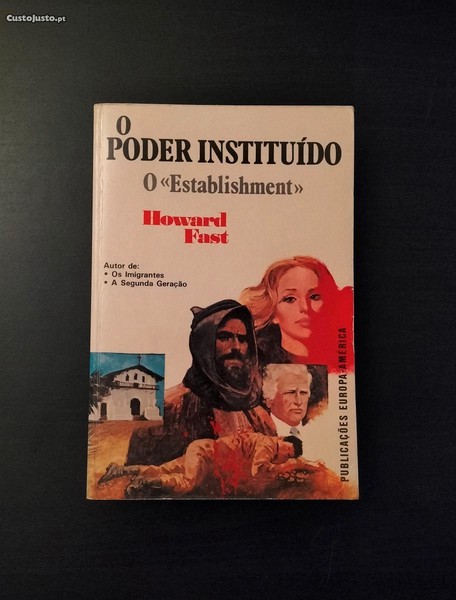 CustoJusto.pt
O
PODER INSTITUÍDO
O «Establishment»
Howard
Fast
Autor de:
• Os Imigrantes
• A Segunda Geração
PUBLICAÇÕES EUROPA-AMÉRICA